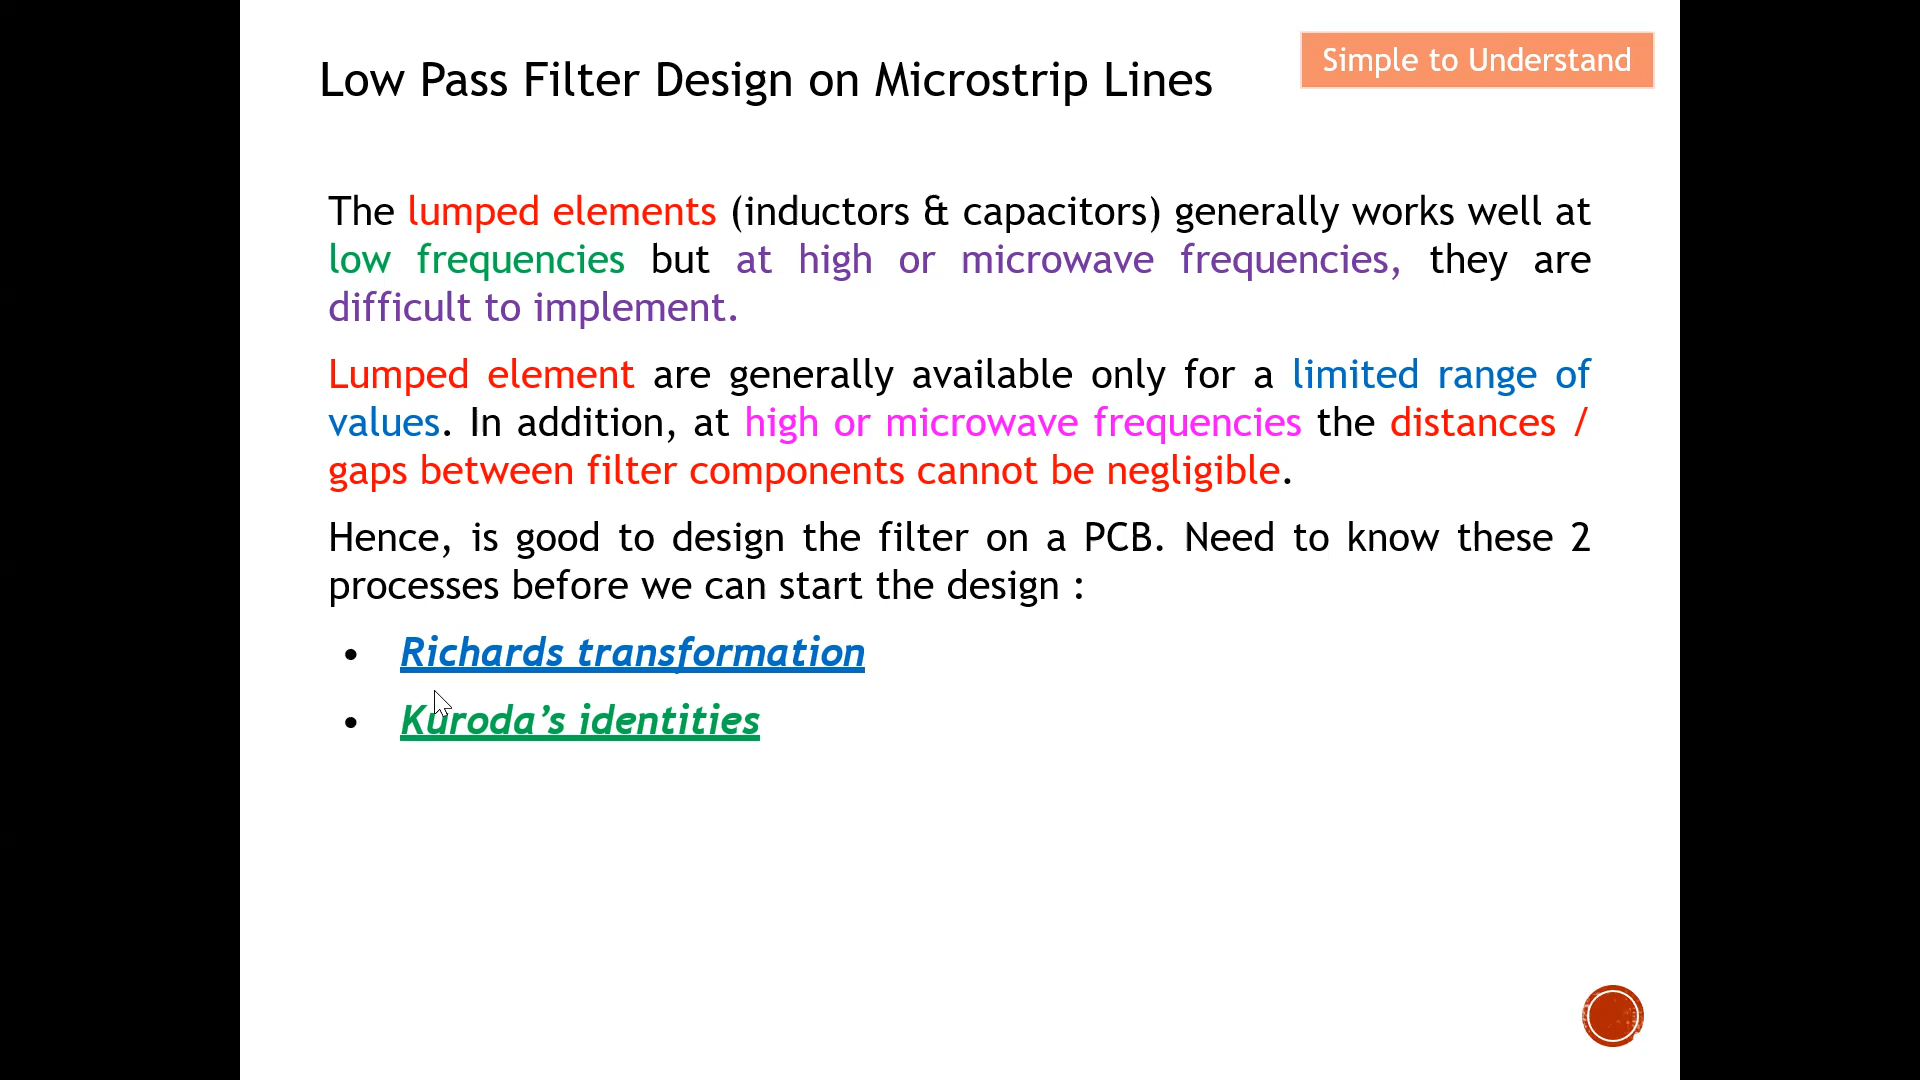 Low Pass Filter Design on Microstrip Lines
Simple to Understand
The lumped elements (inductors & capacitors) generally works well at
low frequencies but at high or microwave frequencies, they are
difficult to implement.
Lumped element are generally available only for a limited range of
values. In addition, at high or microwave frequencies the distances /
gaps between filter components cannot be negligible.
Hence, is good to design the filter on a PCB. Need to know these 2
processes before we can start the design :
• Richards transformation
• Kuroda’s identities